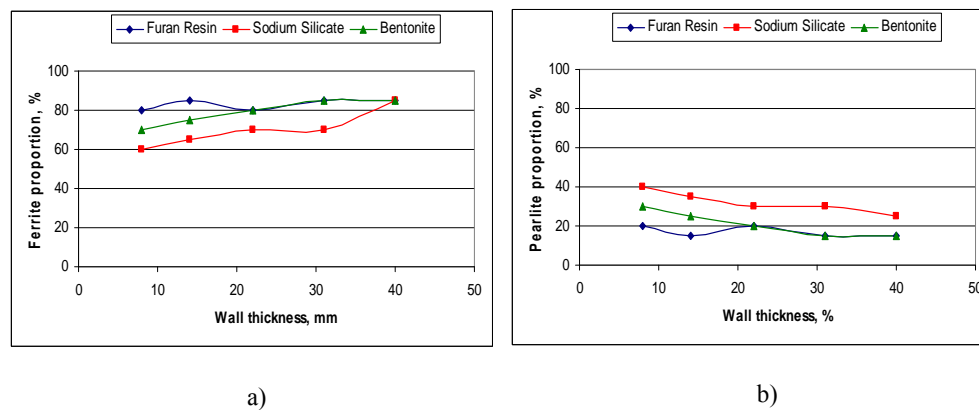 Furan Resin Sodium Silicate Bentonite
100
80
60
40
20
0
0 10 20 30 40 50
Ferrite proportion, %
Wall thickness, mm
a)
Furan Resin Sodium Silicate Bentonite
100
80
60
40
20
0
0 10 20 30 40 50
Pearlite proportion, %
Wall thickness, %
b)